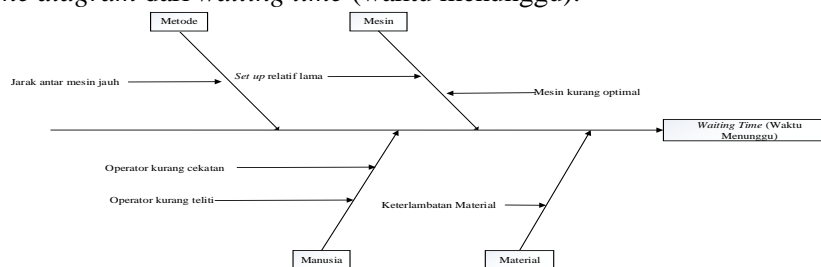 diagram dari waiting time (waktu menunggu).
Metode
Mesin
Jarak antar mesin jauh
Set up relatif lama
Mesin kurang optimal
Waiting Time (Waktu
Menunggu)
Operator kurang cekatan
Operator kurang teliti
Keterlambatan Material
Manusia
Material